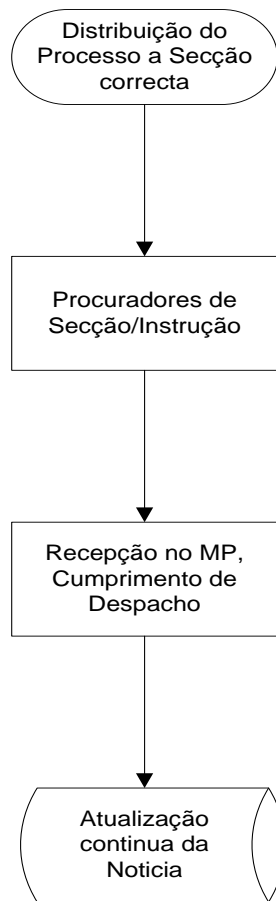 Distribuição do
Processo a Secção
correcta
Procuradores de
Secção/Instrução
Recepção no MP,
Cumprimento de
Despacho
Atualização
continua da
Noticia